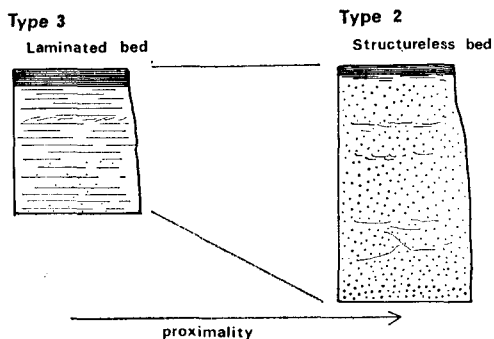 Type 3
Laminated bed
Type 2
Structureless bed
proximality